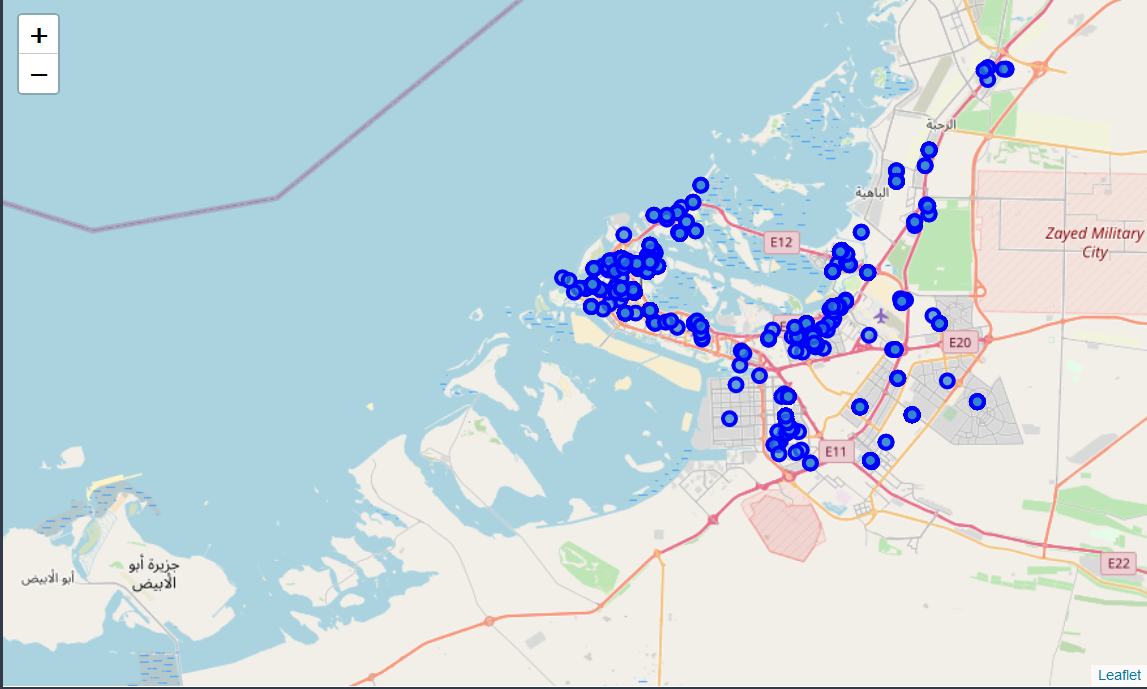 +
−
الرحبة
الباهية
Zayed Military
City
E12
E20
E11
E22
جزيرة أبو
الأبيض
أبو الأبيض
Leaflet